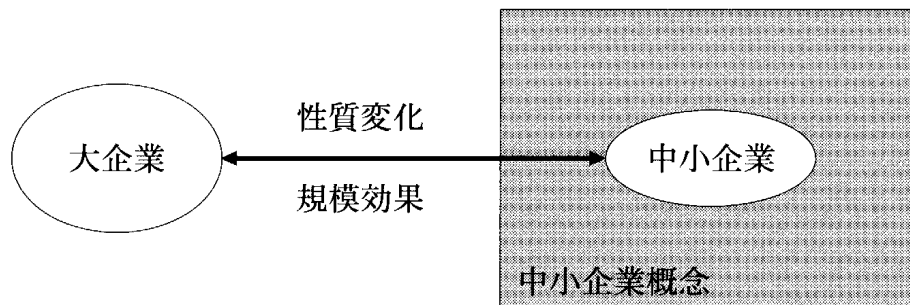 性質変化
大企業
中小企業
規模効果
中小企業概念